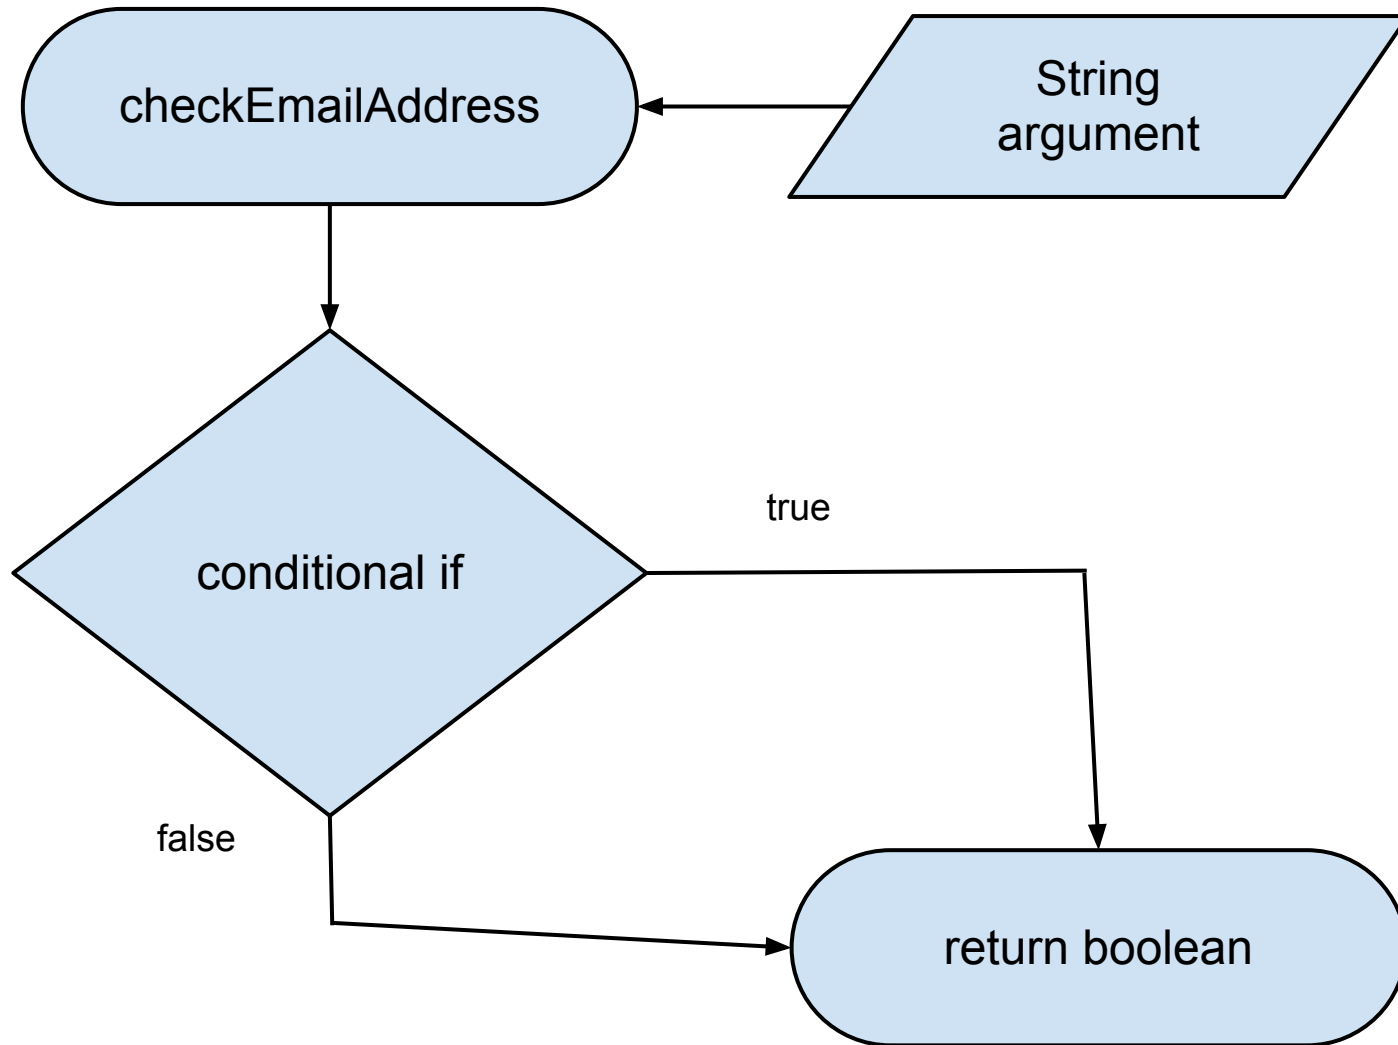 checkEmailAddress
String
argument
conditional if
true
false
return boolean